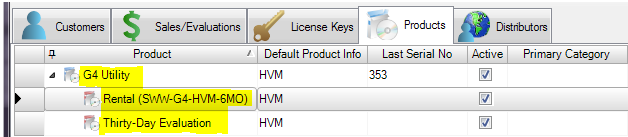 Customers Sales/Evaluations License Keys Products Distributors
Product Default Product Info Last Serial No Active Primary Category
G4 Utility HVM 353
Rental (SWW-G4-HVM-6MO) HVM
Thirty-Day Evaluation HVM